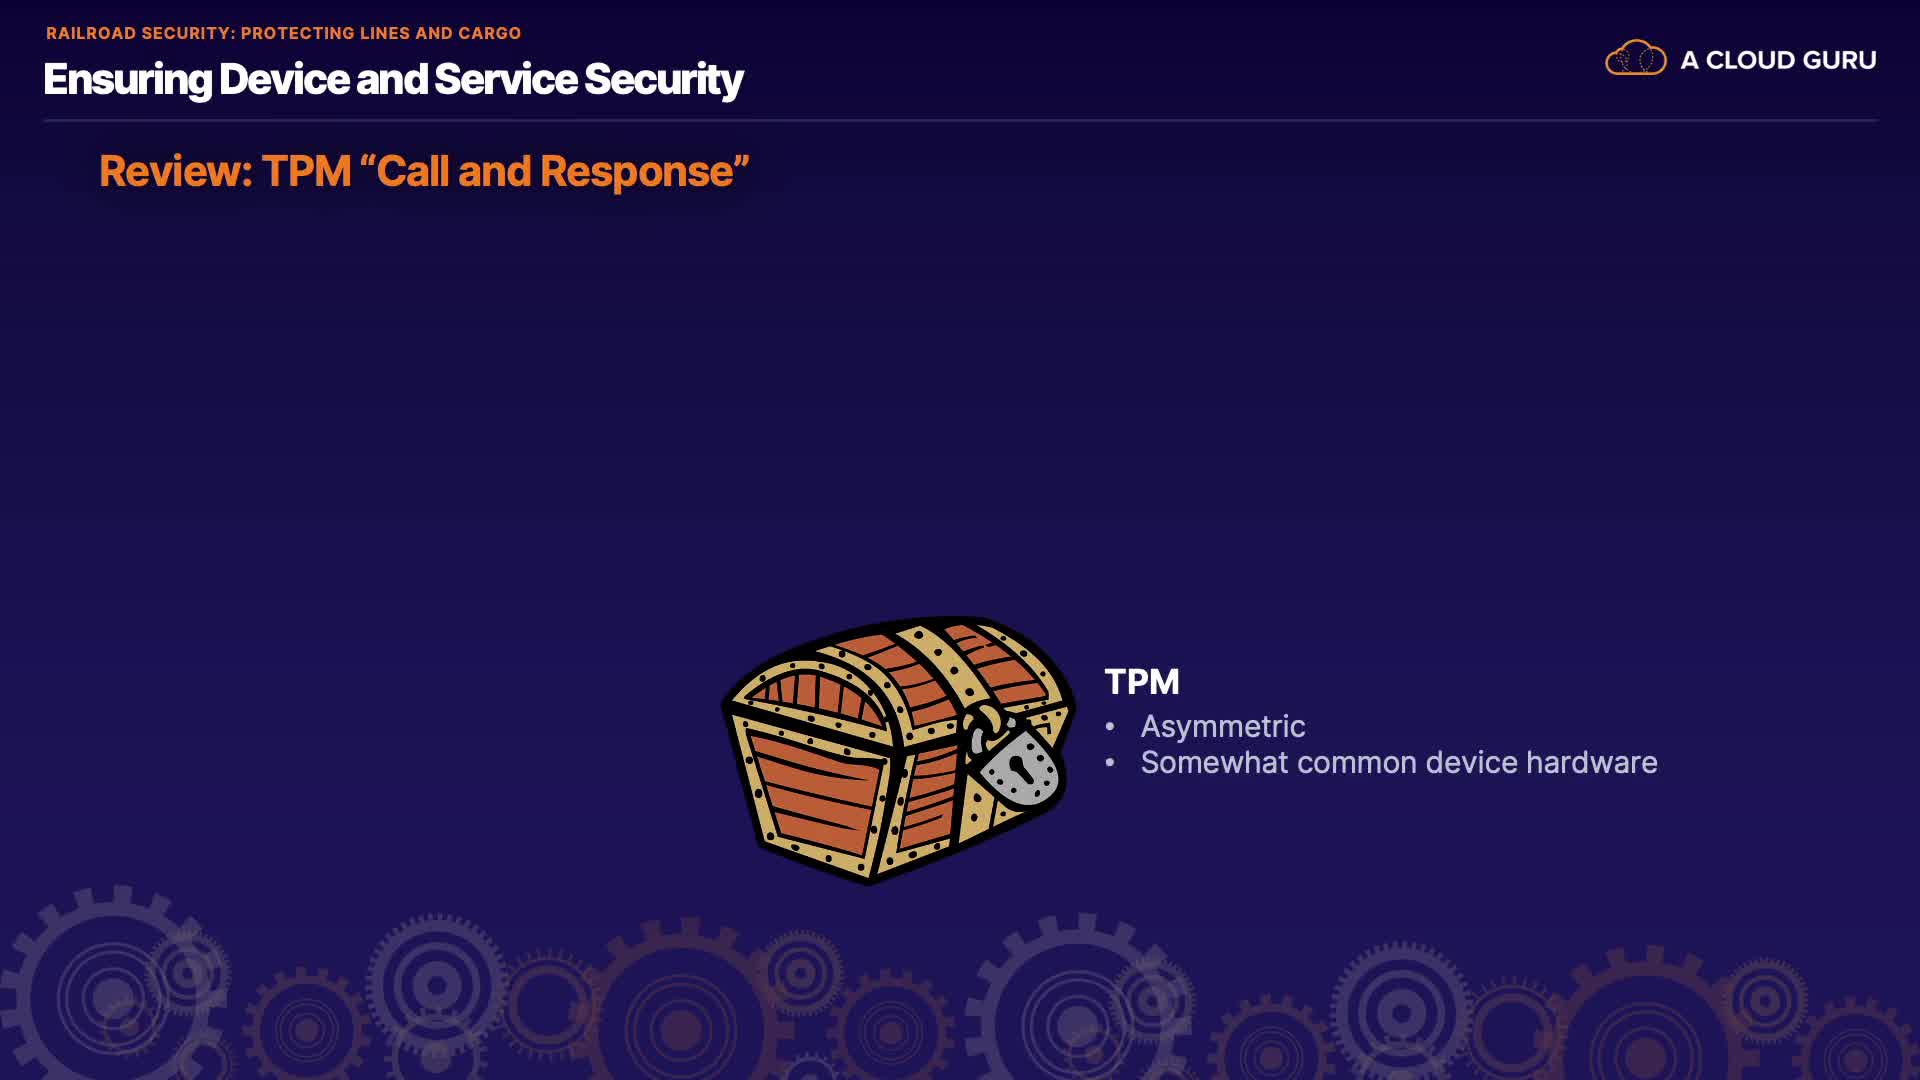 RAILROAD SECURITY: PROTECTING LINES AND CARGO
Ensuring Device and Service Security
A CLOUD GURU
Review: TPM “Call and Response”
TPM
• Asymmetric
• Somewhat common device hardware